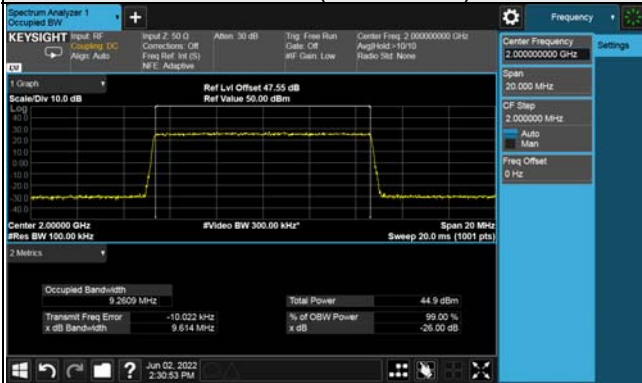 Spectrum Analyzer 1
Occupied BW
+
Frequency
KEYSIGHT
Input: RF
Coupling: DC
Align: Auto
Input Z: 50 Ω
Corrections: Off
Freq Ref: Int (S)
NFE: Adaptive
Atten: 30 dB
Trig: Free Run
Gate: Off
#IF Gain: Low
Center Freq: 2.000000000 GHz
Avg|Hold:>10/10
Radio Std: None
Center Frequency
2.000000000 GHz
Settings
Span
20.000 MHz
CF Step
2.000000 MHz
Auto
Man
Freq Offset
0 Hz
1 Graph
Scale/Div 10.0 dB
Ref Lvl Offset 47.55 dB
Ref Value 50.00 dBm
Log
40.0
30.0
20.0
10.0
0.00
-10.0
-20.0
-30.0
-40.0
Center 2.00000 GHz
#Res BW 100.00 kHz
#Video BW 300.00 kHz*
Span 20 MHz
Sweep 20.0 ms (1001 pts)
2 Metrics
Occupied Bandwidth
9.2609 MHz
Total Power
44.9 dBm
Transmit Freq Error
-10.022 kHz
% of OBW Power
99.00 %
x dB Bandwidth
9.614 MHz
x dB
-26.00 dB
?
Jun 02, 2022
2:30:53 PM